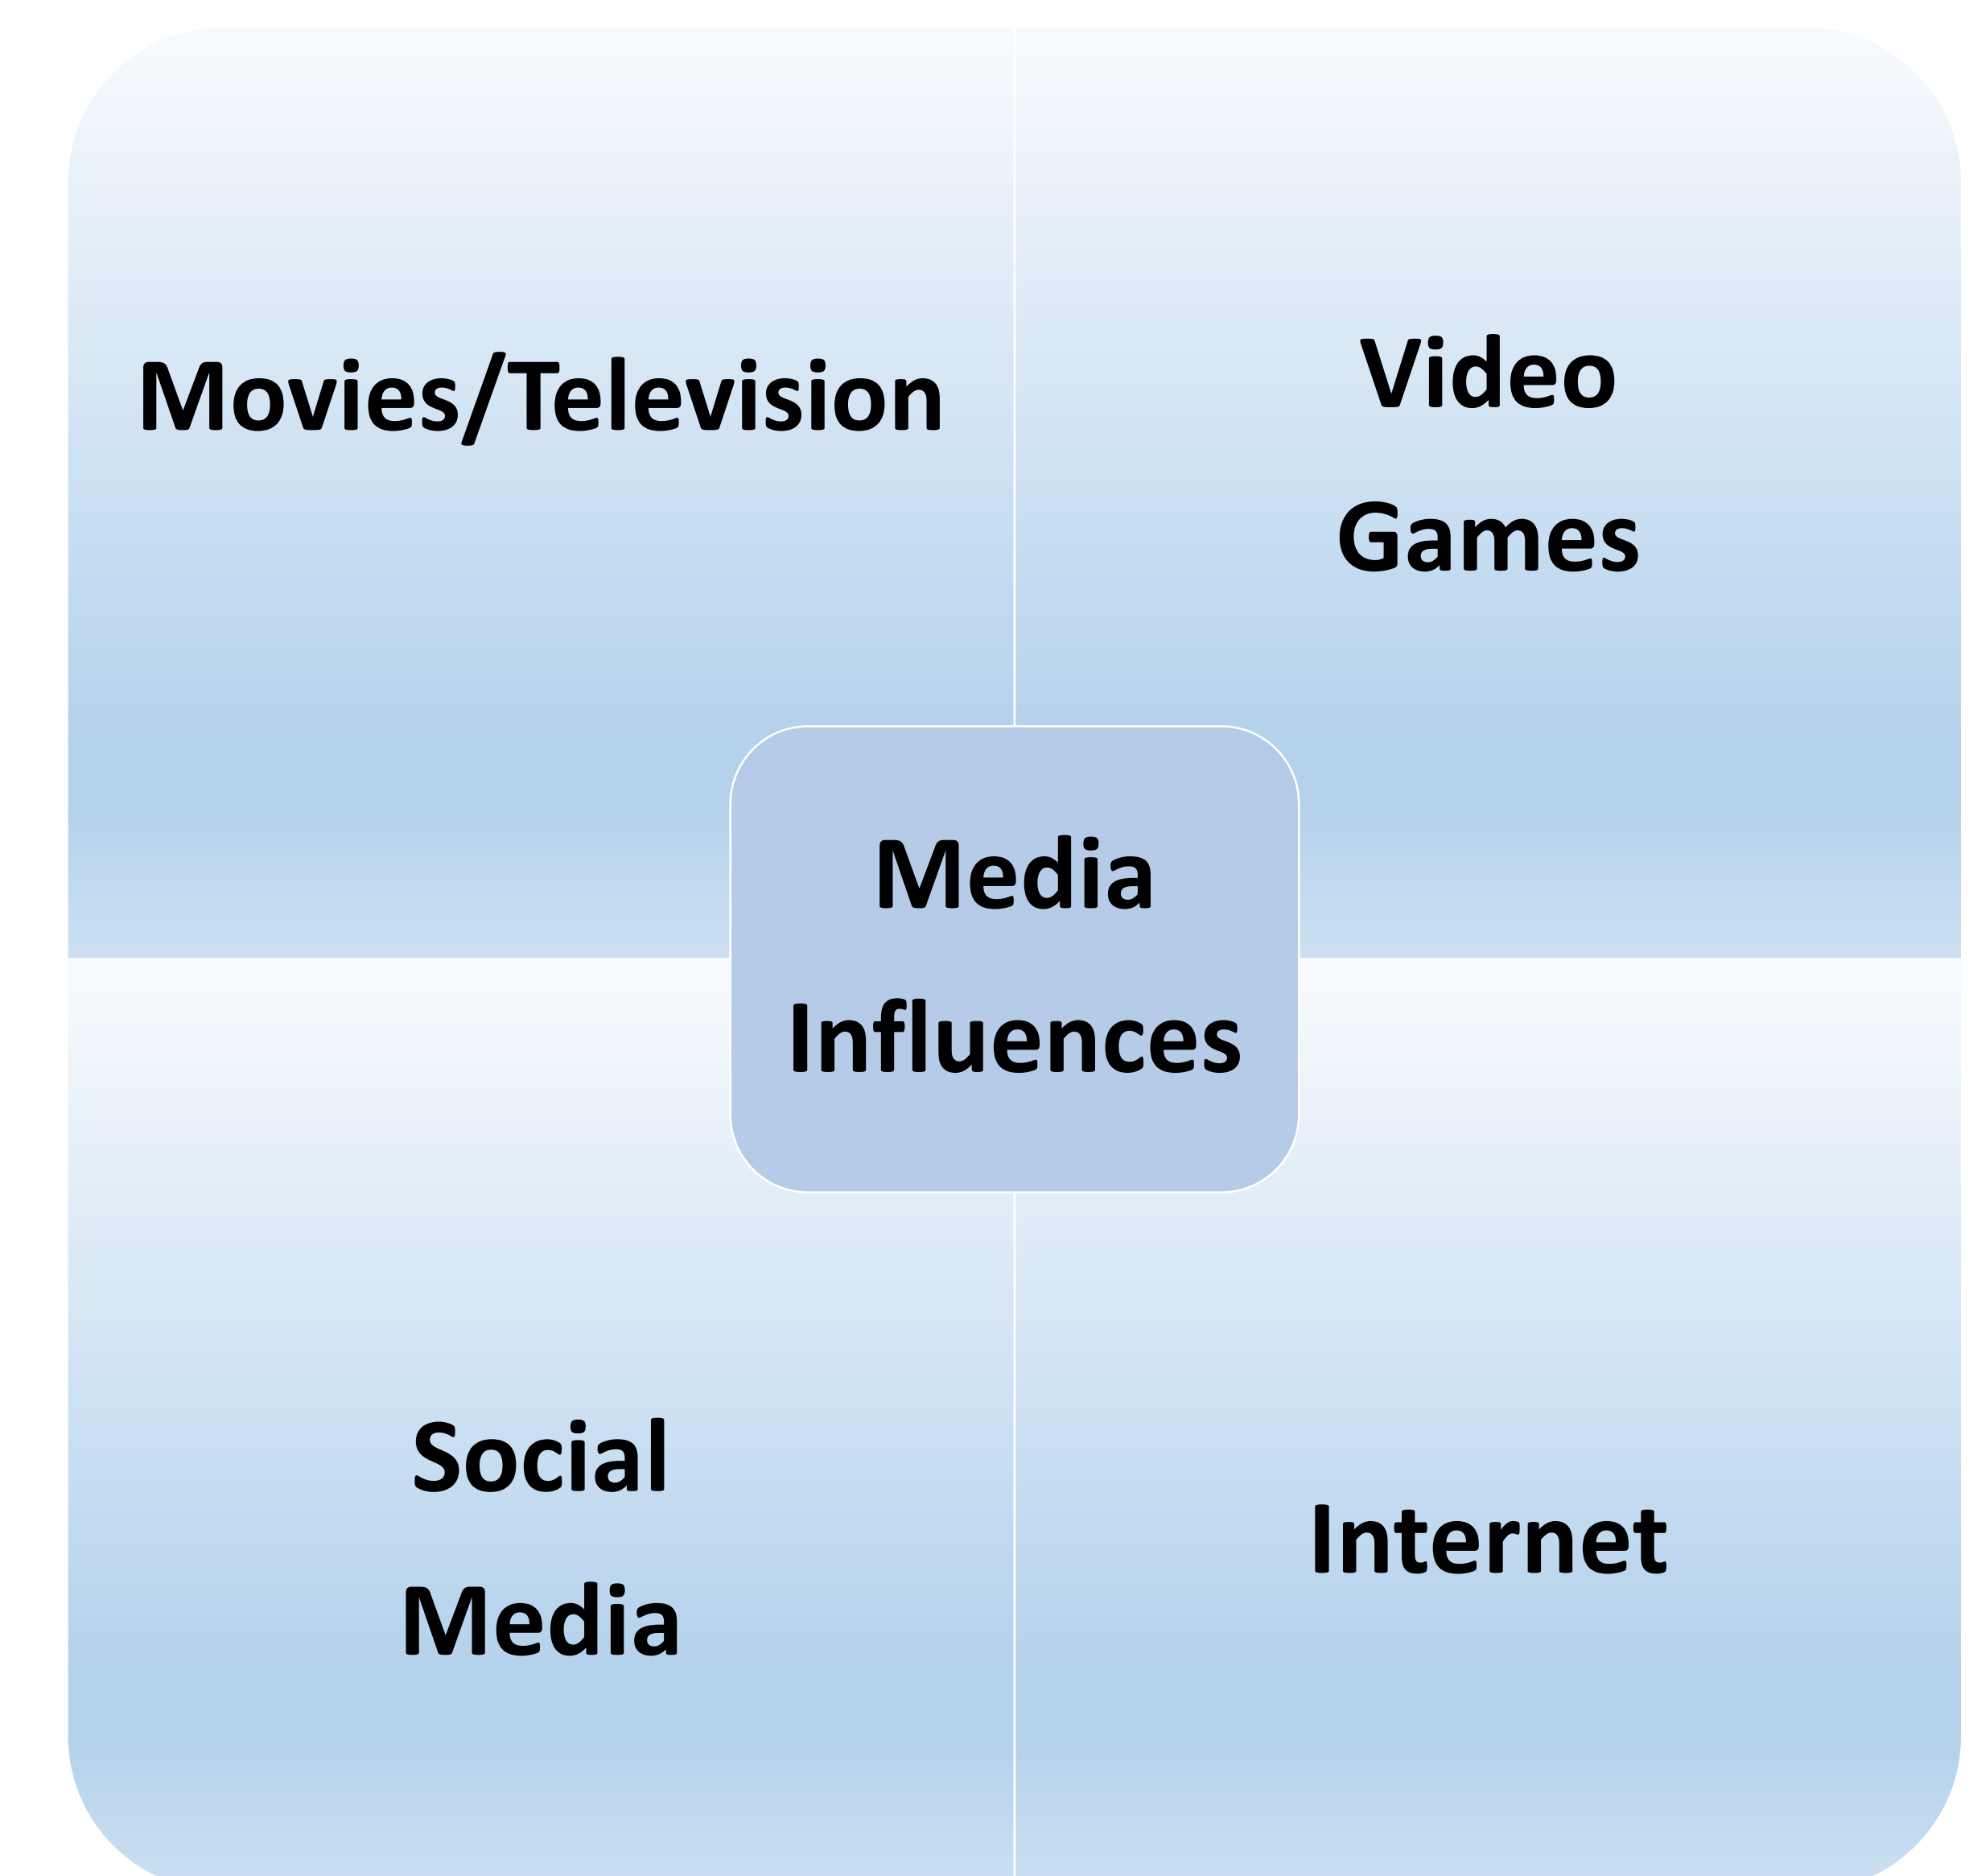 Movies/Television
Video
Games
Media
Influences
Social
Media
Internet